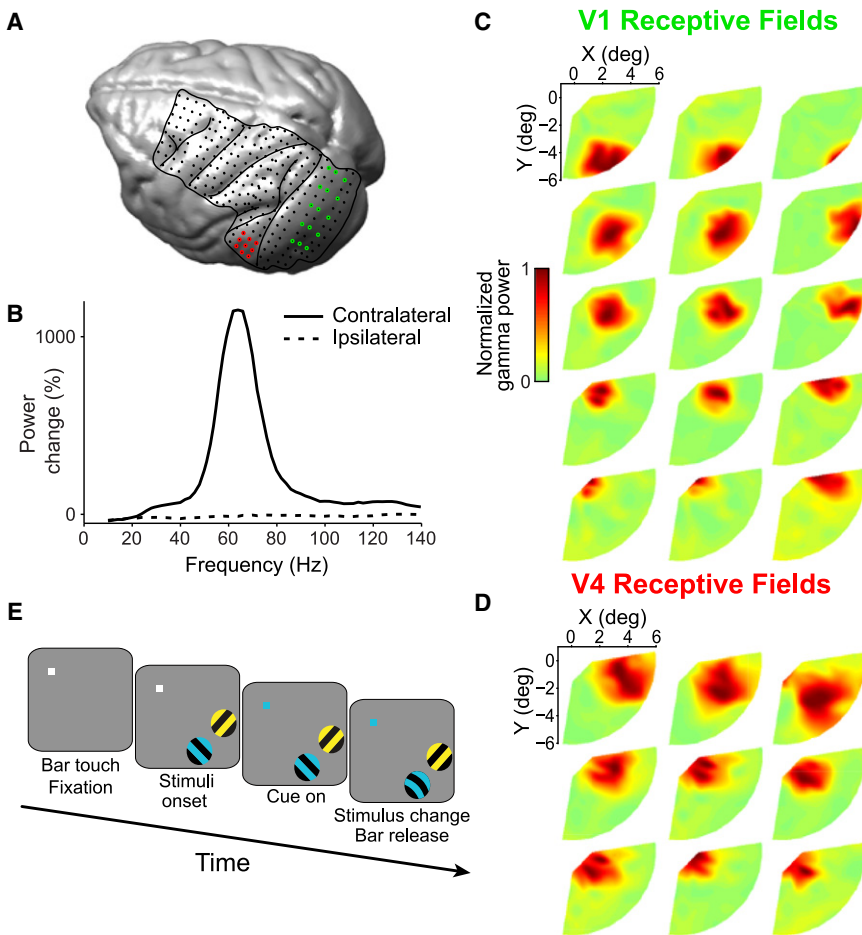 A
B
1000
Power
change (%)
0
Contralateral
Ipsilateral
0 20 40 60 80 100 120 140
Frequency (Hz)
E
Bar touch
Fixation
Stimuli
onset
Cue on
Stimulus change
Bar release
Time
C
V1 Receptive Fields
X (deg)
0 2 4 6
Y (deg)
0
−2
−4
−6
Normalized
gamma power
1
0
V4 Receptive Fields
D
X (deg)
0 2 4 6
Y (deg)
0
−2
−4
−6